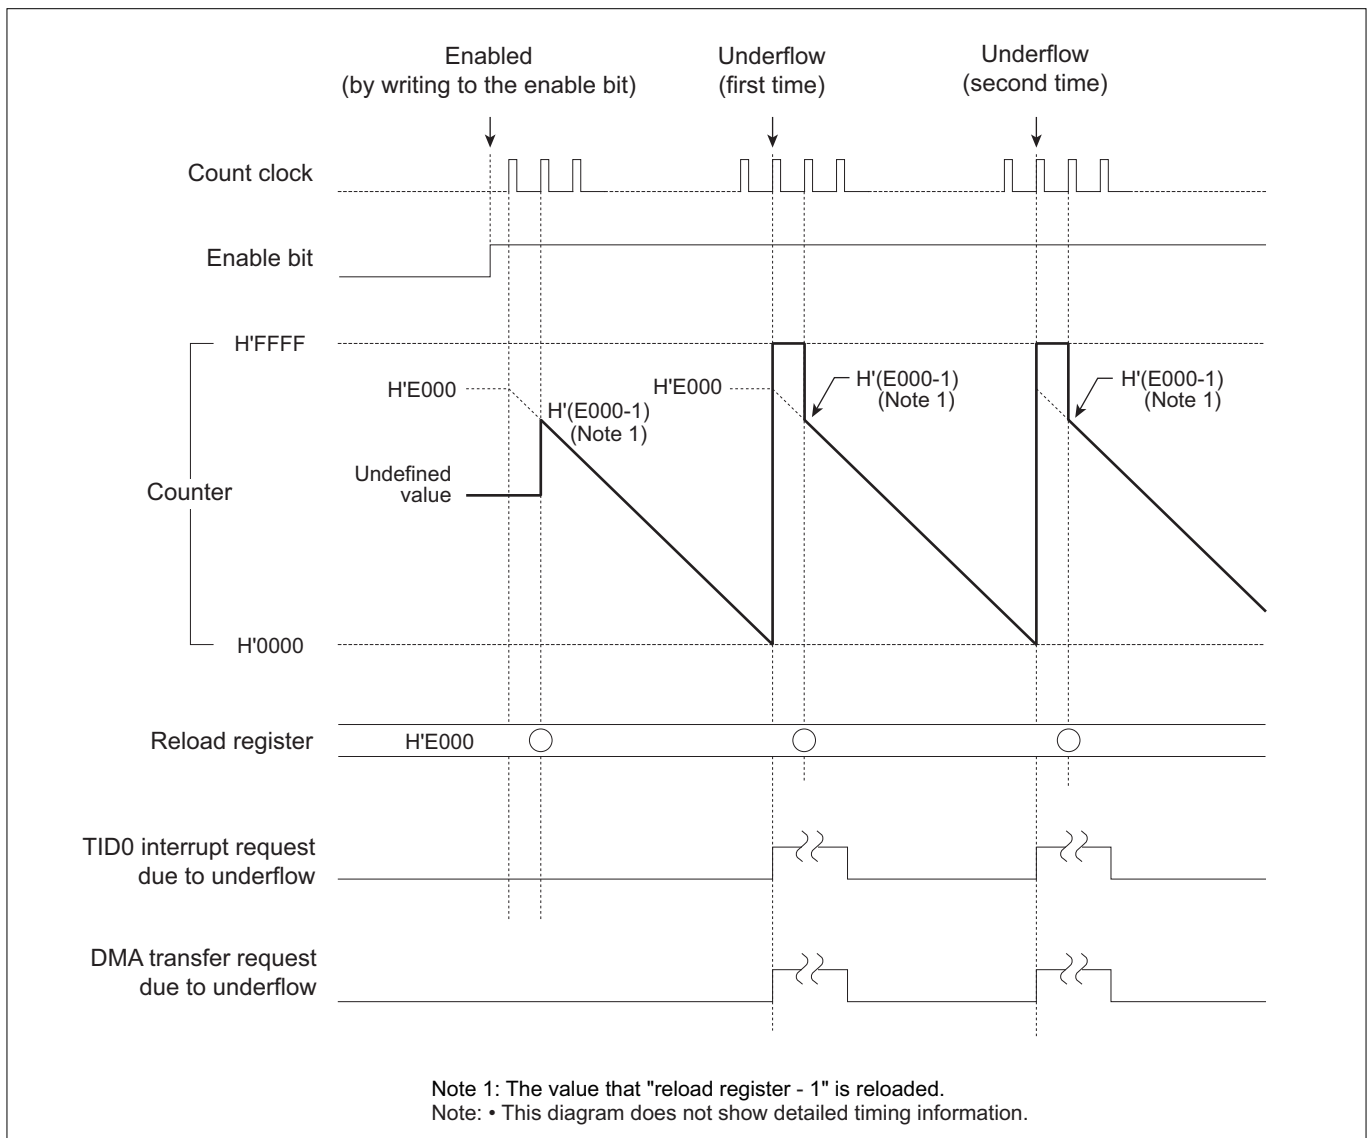 Enabled
(by writing to the enable bit)
Underflow
(first time)
Underflow
(second time)
Count clock
Enable bit
H'FFFF
H'E000
H'(E000-1)
(Note 1)
H'E000
H'(E000-1)
(Note 1)
H'(E000-1)
(Note 1)
Undefined
value
Counter
H'0000
Reload register
H'E000
TID0 interrupt request
due to underflow
DMA transfer request
due to underflow
Note 1: The value that "reload register - 1" is reloaded.
Note: • This diagram does not show detailed timing information.